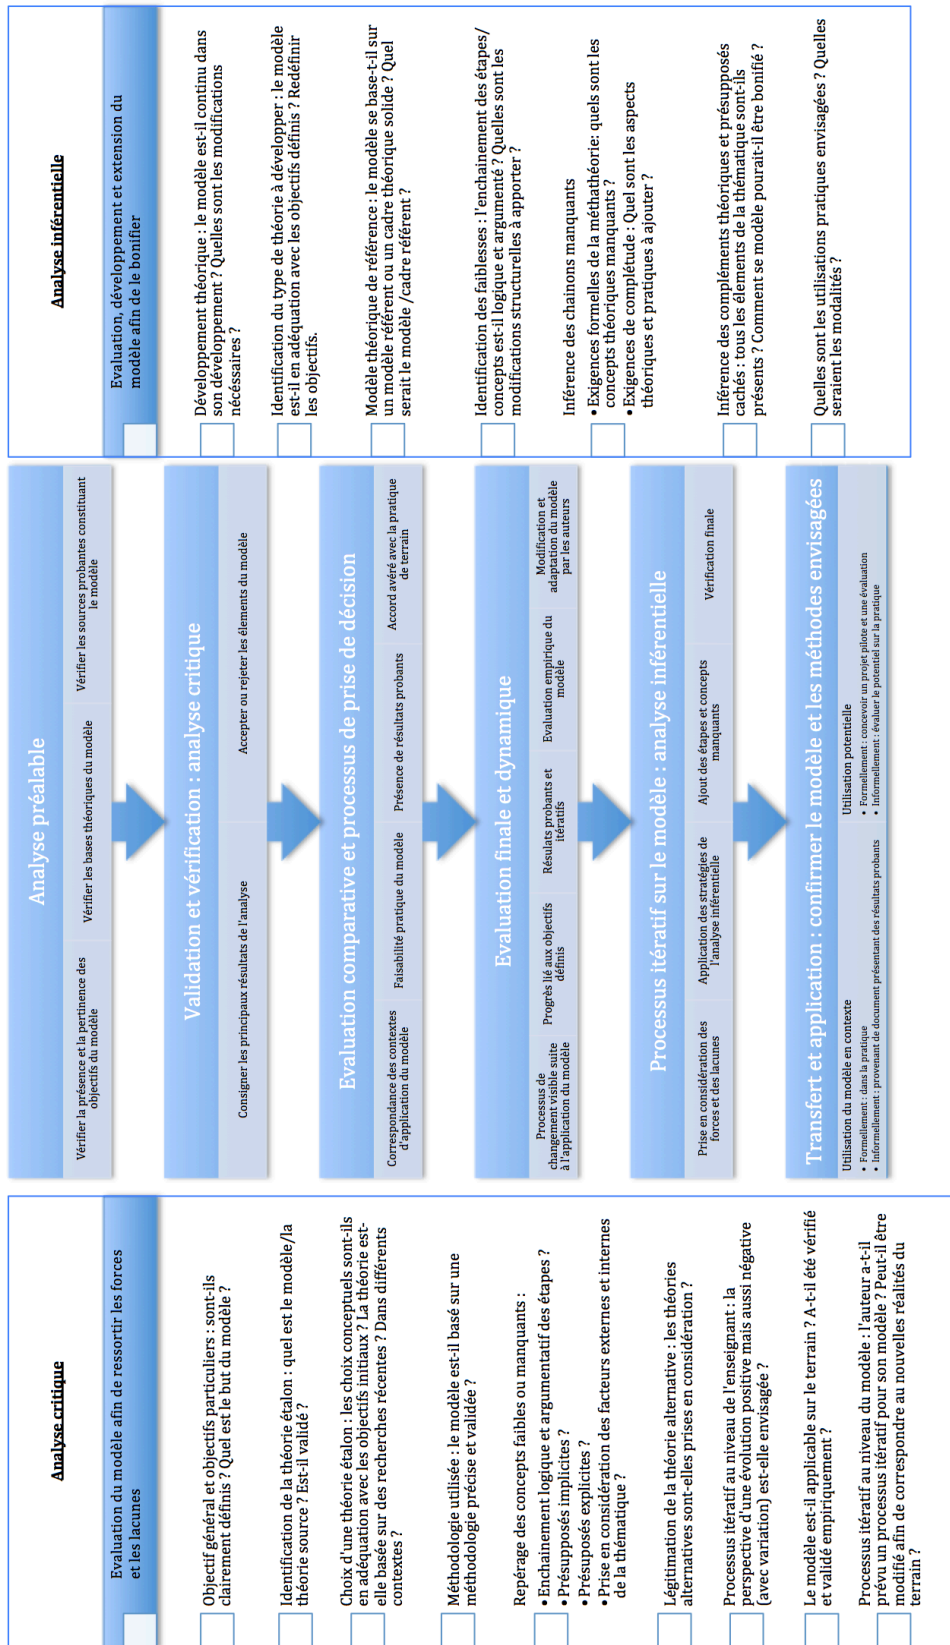 Analyse critique
Evaluation du modèle afin de ressortir les forces
et les lacunes
Objectif général et objectifs particuliers : sont-ils
clairement définis ? Quel est le but du modèle ?
Identification de la théorie étalon : quel est le modèle/la
théorie source ? Est-il validé ?
Choix d'une théorie étalon : les choix conceptuels sont-ils
en adéquation avec les objectifs initiaux ? La théorie est-
elle basée sur des recherches récentes ? Dans différents
contextes ?
Méthodologie utilisée : le modèle est-il basé sur une
méthodologie précise et validée ?
Repérage des concepts faibles ou manquants :
• Enchainement logique et argumentatif des étapes ?
• Présupposés implicites ?
• Présuposés explicites ?
• Prise en considération des facteurs externes et internes
de la thématique ?
Légitimation de la théorie alternative : les théories
alternatives sont-elles prises en considération ?
Processus itératif au niveau de l'enseignant : la
perspective d'une évolution positive mais aussi négative
(avec variation) est-elle envisagée ?
Le modèle est-il applicable sur le terrain ? A-t-il été vérifié
et validé empiriquement ?
Processus itératif au niveau du modèle : l'auteur a-t-il
prévu un processus itératif pour son modèle ? Peut-il être
modifié afin de correspondre au nouvelles réalités du
terrain ?
Analyse préalable
Vérifier la présence et la pertinence des
objectifs du modèle
Vérifier les bases théoriques du modèle
Vérifier les sources probantes constituant
le modèle
Validation et vérification : analyse critique
Consigner les principaux résultats de l'analyse
Accepter ou rejeter les élements du modèle
Evaluation comparative et processus de prise de décision
Correspondance des contextes
d'application du modèle
Faisabilité pratique du modèle
Présence de résultats probants
Accord avéré avec la pratique
de terrain
Evaluation finale et dynamique
Processus de
changement visible suite
à l'application du modèle
Progrès lié aux objectifs
définis
Résulats probants et
itératifs
Evaluation empirique du
modèle
Modification et
adaptation du modèle
par les auteurs
Processus itératif sur le modèle : analyse inférentielle
Prise en considération des
forces et des lacunes
Application des stratégies de
l'analyse inférentielle
Ajout des étapes et concepts
manquants
Vérification finale
Transfert et application : confirmer le modèle et les méthodes envisagées
Utilisation du modèle en contexte
• Formellement : dans la pratique
• Informellement : provenant de document présentant des résultats probants
Utilisation potentielle
• Formellement : concevoir un projet pilote et une évaluation
• Informellement : évaluer le potentiel sur la pratique
Analyse inférentielle
Evaluation, développement et extension du
modèle afin de le bonifier
Développement théorique : le modèle est-il continu dans
son développement ? Quelles sont les modifications
nécéssaires ?
Identification du type de théorie à développer : le modèle
est-il en adéquation avec les objectifs définis ? Redéfinir
les objectifs.
Modèle théorique de référence : le modèle se base-t-il sur
un modèle référent ou un cadre théorique solide ? Quel
serait le modèle /cadre référent ?
Identification des faiblesses : l'enchainement des étapes/
concepts est-il logique et argumenté ? Quelles sont les
modifications structurelles à apporter ?
Inférence des chainons manquants
• Exigences formelles de la méthathéorie: quels sont les
concepts théoriques manquants ?
• Exigences de complétude : Quel sont les aspects
théoriques et pratiques à ajouter ?
Inférence des compléments théoriques et présupposés
cachés : tous les élements de la thématique sont-ils
présents ? Comment se modèle pourait-il être bonifié ?
Quelles sont les utilisations pratiques envisagées ? Quelles
seraient les modalités ?